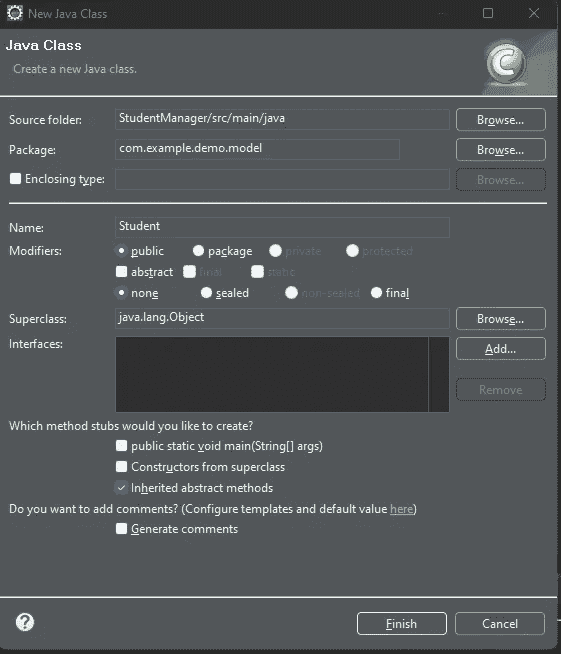 New Java Class
Java Class
Create a new Java class.
Source folder: StudentManager/src/main/java Browse...
Package: com.example.demo.model Browse...
Enclosing type: Browse...
Name: Student
Modifiers: public package private protected
abstract final static
none sealed non-sealed final
Superclass: java.lang.Object Browse...
Interfaces: Add...
Remove
Which method stubs would you like to create?
public static void main(String[] args)
Constructors from superclass
Inherited abstract methods
Do you want to add comments? (Configure templates and default value here)
Generate comments
? Finish Cancel